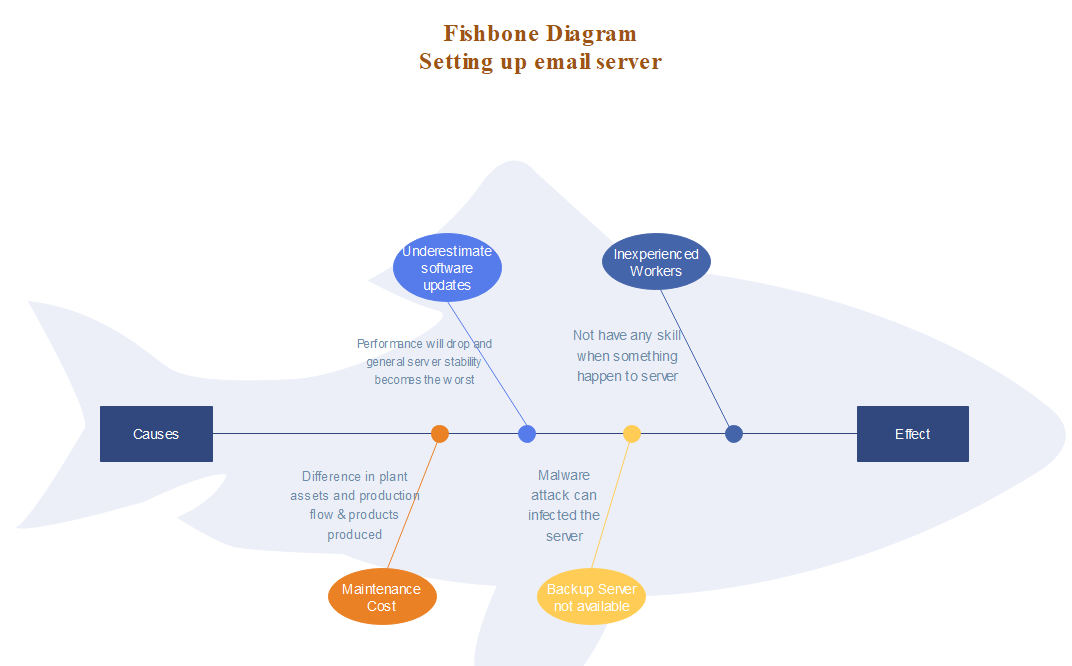 Fishbone Diagram
Setting up email server
Underestimate
software
updates
Inexperienced
Workers
Performance will drop and
general server stability
becomes the worst
Not have any skill
when something
happen to server
Causes
Effect
Difference in plant
assets and production
flow & products
produced
Malware
attack can
infected the
server
Maintenance
Cost
Backup Server
not available